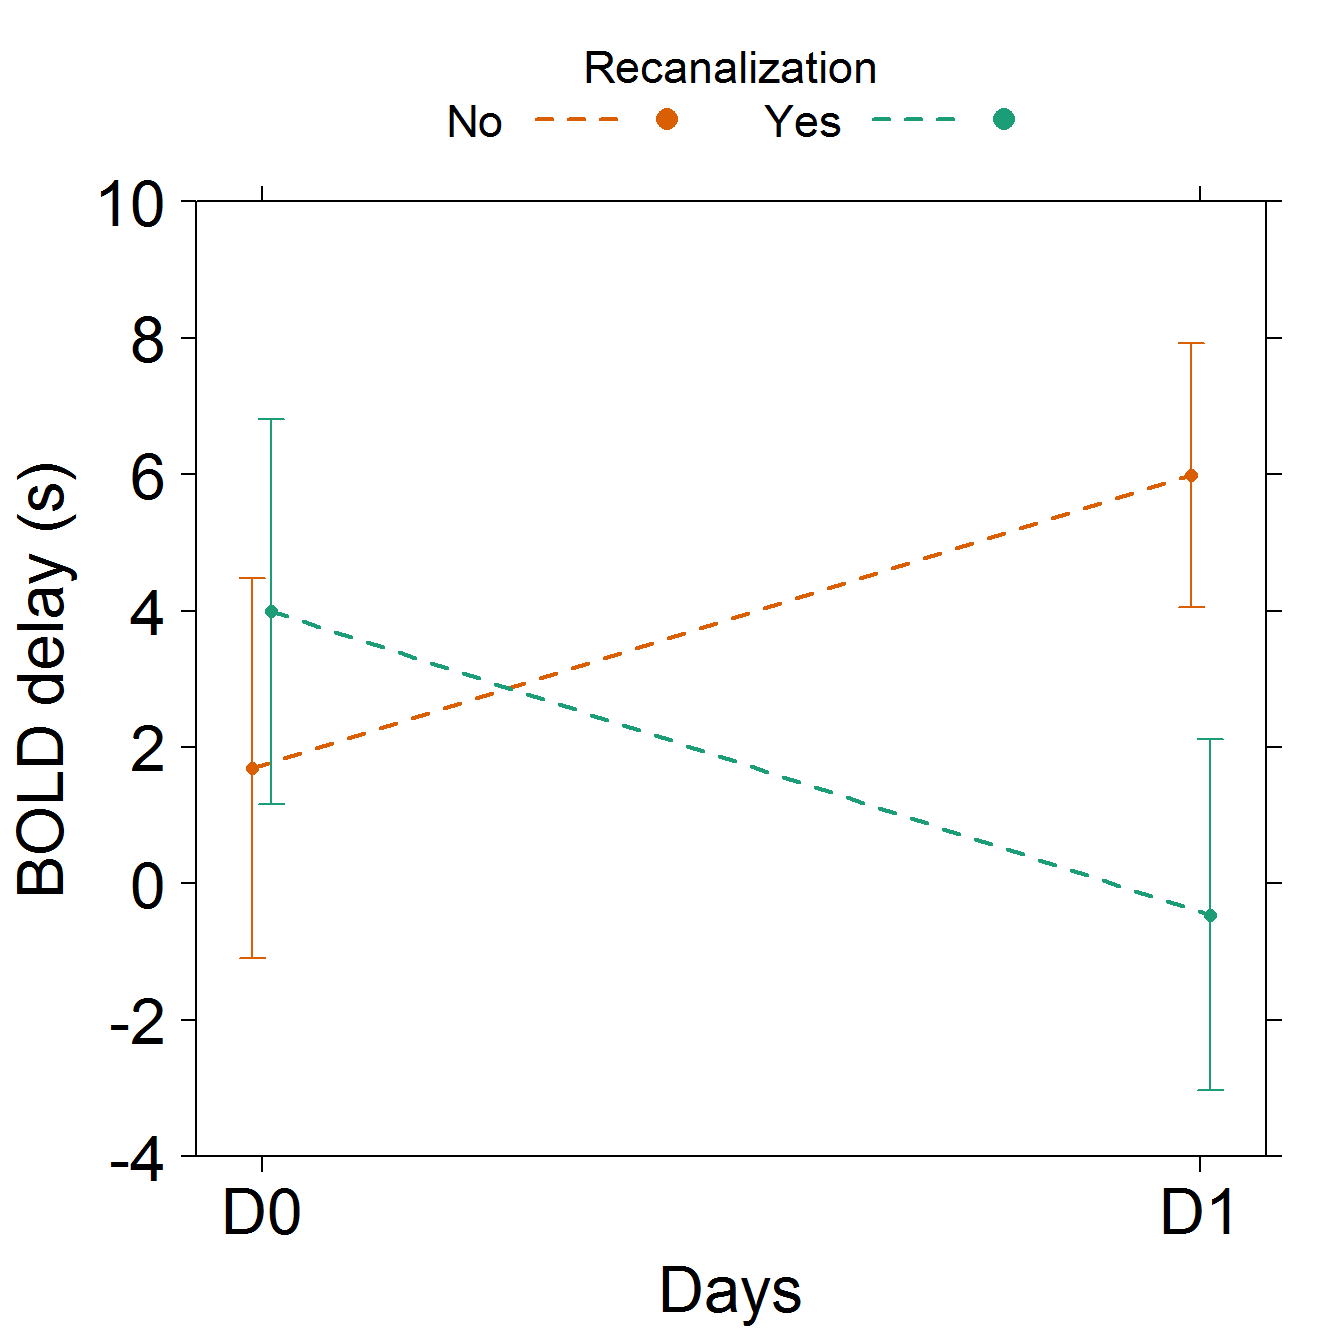 Recanalization
No Yes
10
8
6
4
2
0
-2
-4
BOLD delay (s)
D0 D1
Days